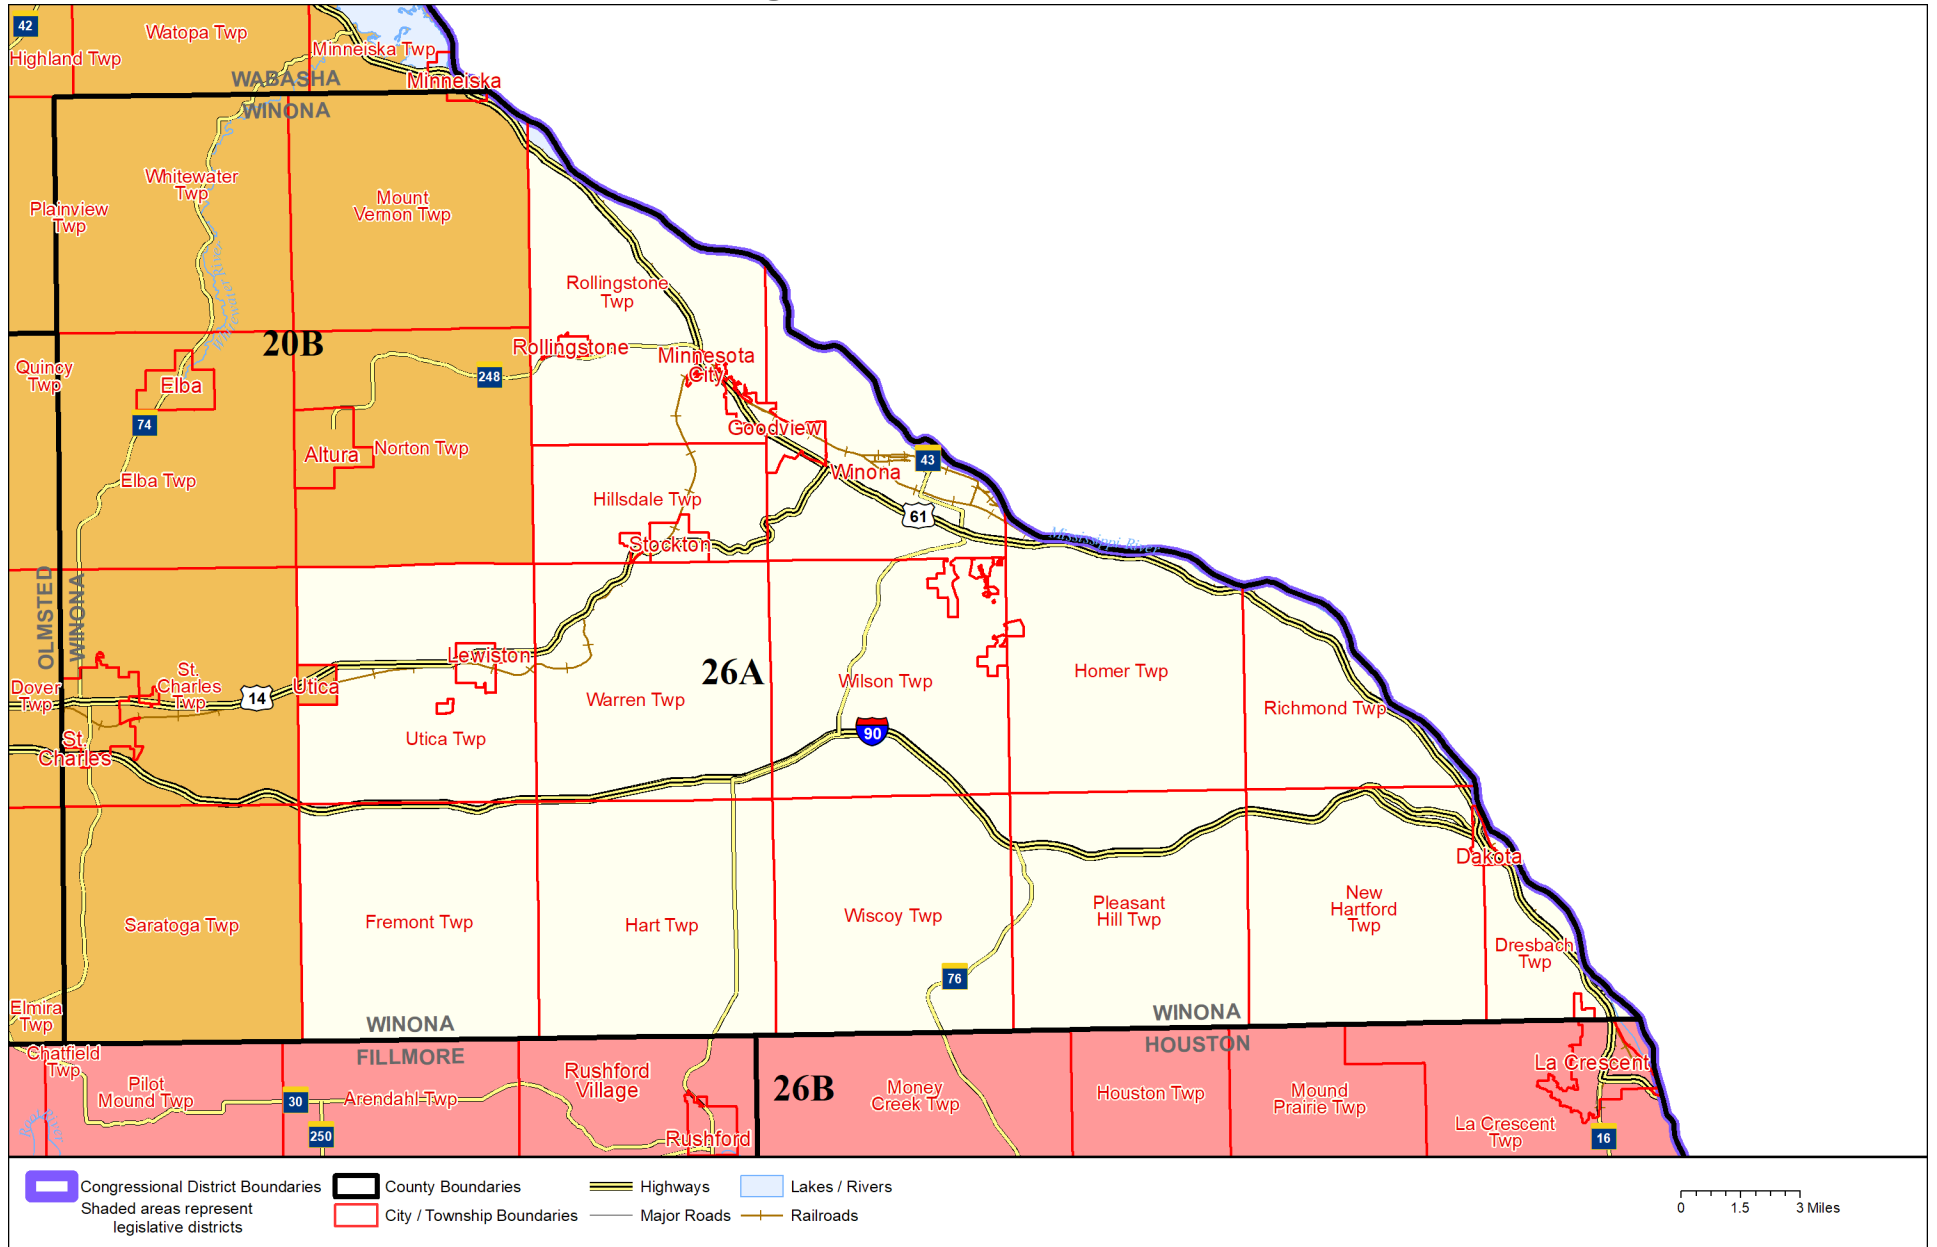 42
Watopa Twp
Highland Twp
Minneiska Twp
Minneiska
WABASHA
WINONA
Whitewater
Twp
Plainview
Twp
Mount
Vernon Twp
Whitewater River
Rollingstone
Twp
20B
Rollingstone
Minnesota
City
Quincy
Twp
Elba
248
74
Goodview
Altura
Norton Twp
43
Elba Twp
Winona
Hillsdale Twp
61
Stockton
Mississippi River
OLMSTED
WINONA
Lewiston
26A
Homer Twp
St.
Charles
Twp
Utica
Wilson Twp
Dover
Twp
14
Warren Twp
Richmond Twp
St.
Charles
Utica Twp
90
Dakota
Saratoga Twp
Fremont Twp
Hart Twp
Wiscoy Twp
Pleasant
Hill Twp
New
Hartford
Twp
Dresbach
Twp
76
Elmira
Twp
WINONA
WINONA
FILLMORE
HOUSTON
Chatfield
Twp
Pilot
Mound Twp
Rushford
Village
26B
Money
Creek Twp
Houston Twp
Mound
Prairie Twp
La Crescent
30
Arendahl Twp
Root River
250
Rushford
La Crescent
Twp
16
Congressional District Boundaries
Shaded areas represent
legislative districts
County Boundaries
City / Township Boundaries
Highways
Major Roads
Lakes / Rivers
Railroads
0 1.5 3 Miles